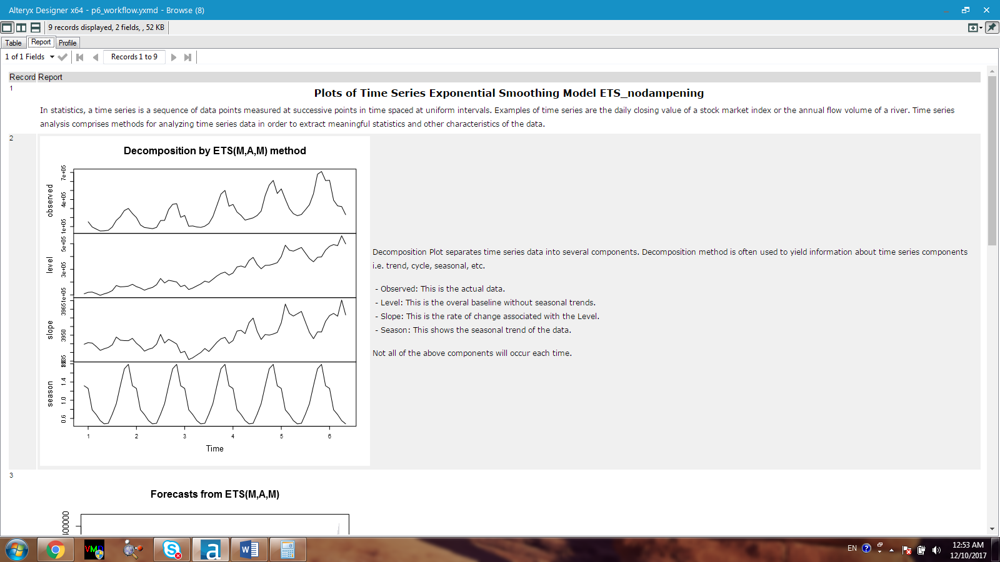 Alteryx Designer x64 - p6_workflow.yxmd - Browse (8)
9 records displayed, 2 fields, , 52 KB
Table Report Profile
1 of 1 Fields Records 1 to 9
Record Report
1
Plots of Time Series Exponential Smoothing Model ETS_nodampening
In statistics, a time series is a sequence of data points measured at successive points in time spaced at uniform intervals. Examples of time series are the daily closing value of a stock market index or the annual flow volume of a river. Time series
analysis comprises methods for analyzing time series data in order to extract meaningful statistics and other characteristics of the data.
2
Decomposition by ETS(M,A,M) method
observed
1e+05 4e+05 7e+05
level
1e+05 3e+05 5e+05
slope
3950 3965
season
0.6 1.0 1.4
1 2 3 4 5 6
Time
Decomposition Plot separates time series data into several components. Decomposition method is often used to yield information about time series components
i.e. trend, cycle, seasonal, etc.
- Observed: This is the actual data.
- Level: This is the overal baseline without seasonal trends.
- Slope: This is the rate of change associated with the Level.
- Season: This shows the seasonal trend of the data.
Not all of the above components will occur each time.
3
Forecasts from ETS(M,A,M)
EN
12:53 AM
12/10/2017